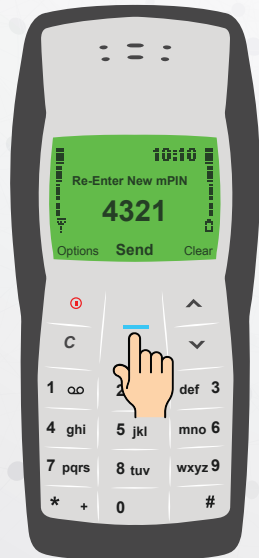 10:10
Re-Enter New mPIN
4321
Options Send Clear
C
1 def 3
4 ghi 5 jkl mno 6
7 pqrs 8 tuv wxyz 9
* + 0 #